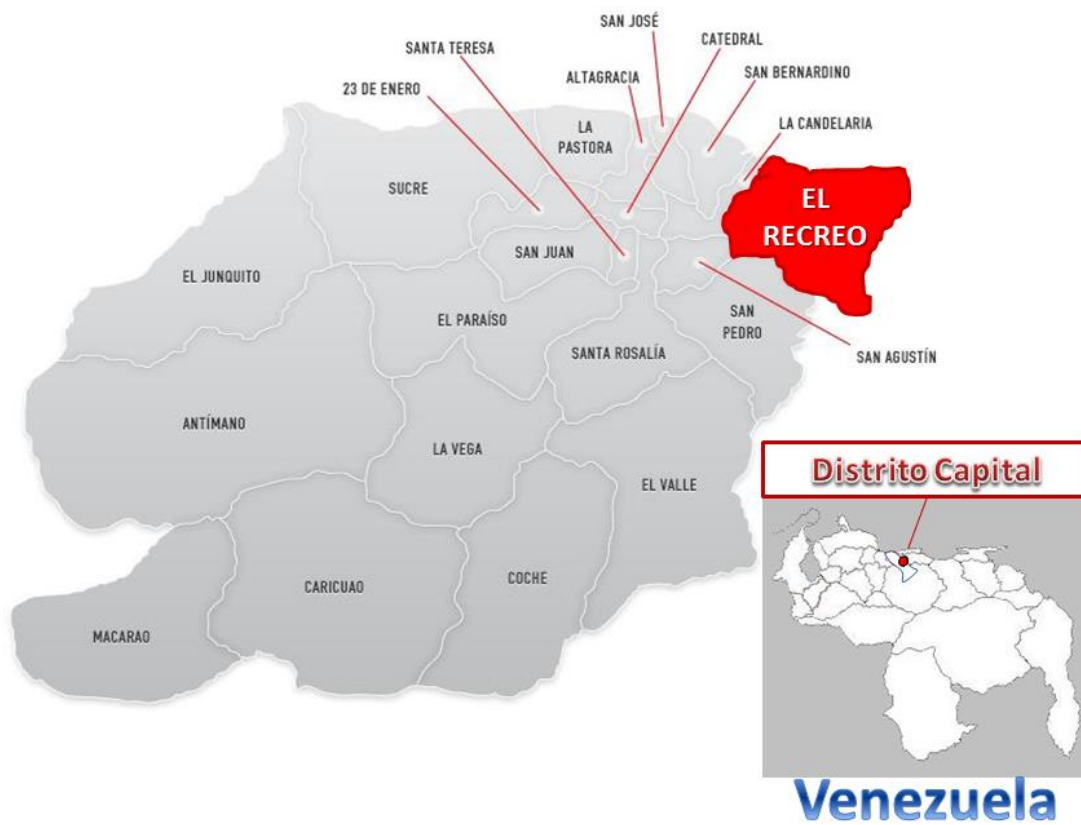 SAN JOSÉ
SANTA TERESA
CATEDRAL
ALTAGRACIA
SAN BERNARDINO
23 DE ENERO
LA CANDELARIA
LA
PASTORA
SUCRE
EL
RECREO
SAN JUAN
EL JUNQUITO
EL PARAÍSO
SAN
PEDRO
SANTA ROSALÍA
SAN AGUSTÍN
ANTÍMANO
LA VEGA
EL VALLE
Distrito Capital
COCHE
CARICUAO
MACARAO
Venezuela